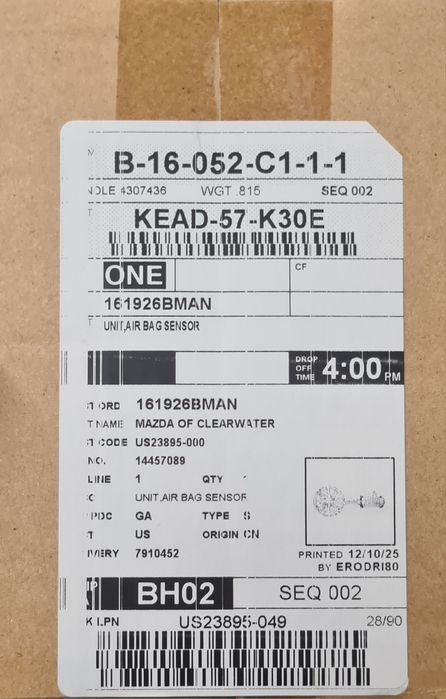 B-16-052-C1-1-1
NDLE 4307436 WGT .815 SEQ 002
KEAD-57-K30E
ONE CF
161926BMAN
UNIT,AIR BAG SENSOR
DROP OFF TIME 4:00 PM
ORD 161926BMAN
T NAME MAZDA OF CLEARWATER
CODE US23895-000
NO. 14457089
LINE 1 QTY
UNIT,AIR BAG SENSOR
PDC GA TYPE S
US ORIGIN CN
7910452
PRINTED 12/10/25
BY ERODRI80
BH02 SEQ 002
K I.PN US23895-049 28/90